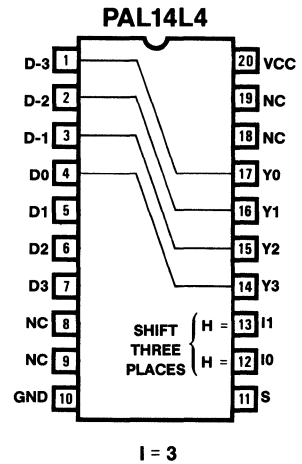 PAL14L4
D-3 1 20 VCC
D-2 2 19 NC
D-1 3 18 NC
D0 4 17 Y0
D1 5 16 Y1
D2 6 15 Y2
D3 7 14 Y3
NC 8 SHIFT H = 13 I1
THREE
NC 9 PLACES H = 12 I0
GND 10 11 S
I = 3